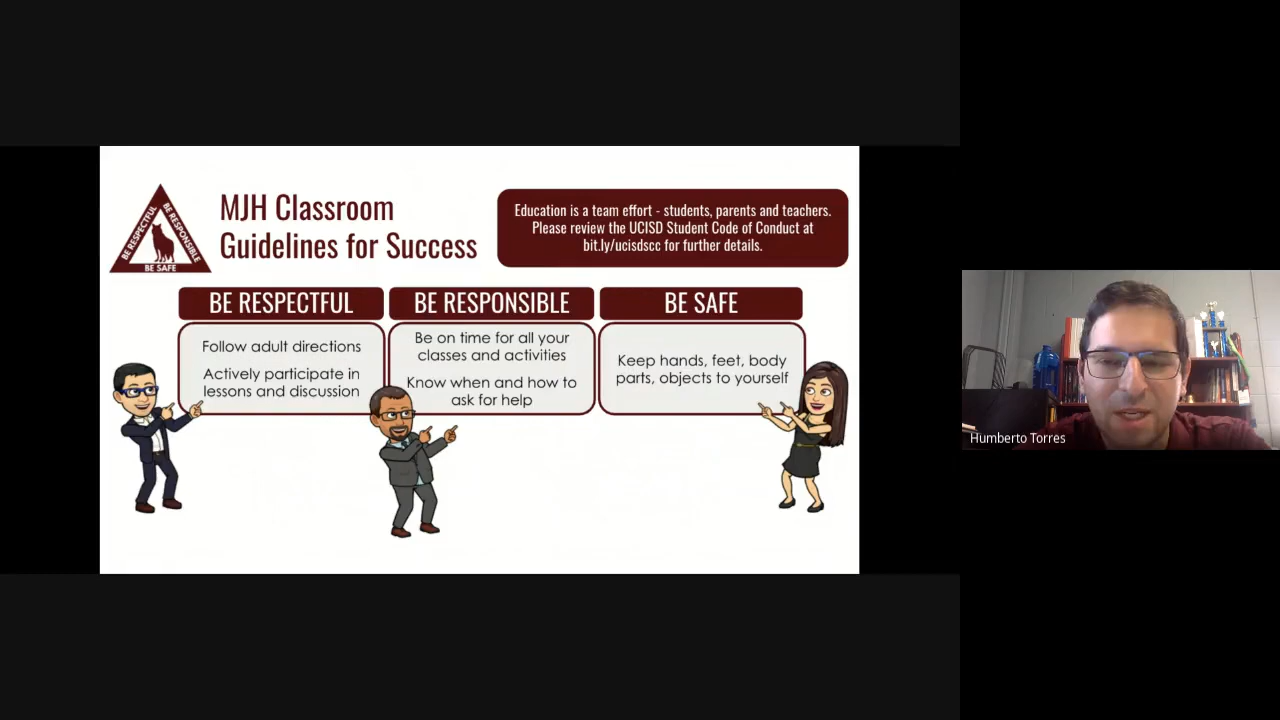 BE RESPECTFUL
BE RESPONSIBLE
BE SAFE
MJH Classroom
Guidelines for Success
Education is a team effort - students, parents and teachers.
Please review the UCISD Student Code of Conduct at
bit.ly/ucisdscc for further details.
BE RESPECTFUL
Follow adult directions
Actively participate in
lessons and discussion
BE RESPONSIBLE
Be on time for all your
classes and activities
Know when and how to
ask for help
BE SAFE
Keep hands, feet, body
parts, objects to yourself
Humberto Torres